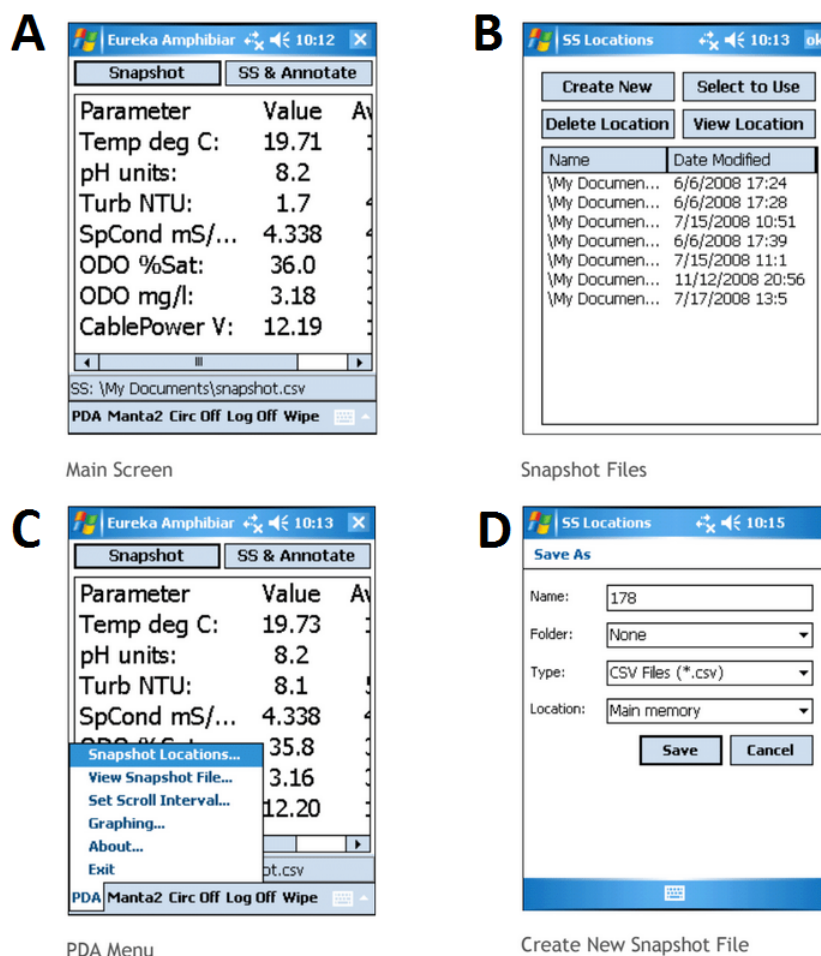 A
Eureka Amphibiar 10:12
Snapshot SS & Annotate
Parameter Value Av
Temp deg C: 19.71
pH units: 8.2
Turb NTU: 1.7
SpCond mS/... 4.338
ODO %Sat: 36.0
ODO mg/l: 3.18
CablePower V: 12.19
SS: \My Documents\snapshot.csv
PDA Manta2 Circ Off Log Off Wipe
Main Screen
B
SS Locations 10:13 ok
Create New Select to Use
Delete Location View Location
Name Date Modified
\My Documen... 6/6/2008 17:24
\My Documen... 6/6/2008 17:28
\My Documen... 7/15/2008 10:51
\My Documen... 6/6/2008 17:39
\My Documen... 7/15/2008 11:1
\My Documen... 11/12/2008 20:56
\My Documen... 7/17/2008 13:5
Snapshot Files
C
Eureka Amphibiar 10:13
Snapshot SS & Annotate
Parameter Value Av
Temp deg C: 19.73
pH units: 8.2
Turb NTU: 8.1
SpCond mS/... 4.338
35.8
Snapshot Locations...
View Snapshot File... 3.16
Set Scroll Interval... 12.20
Graphing...
About...
Exit ot.csv
PDA Manta2 Circ Off Log Off Wipe
PDA Menu
D
SS Locations 10:15
Save As
Name: 178
Folder: None
Type: CSV Files (*.csv)
Location: Main memory
Save Cancel
Create New Snapshot File